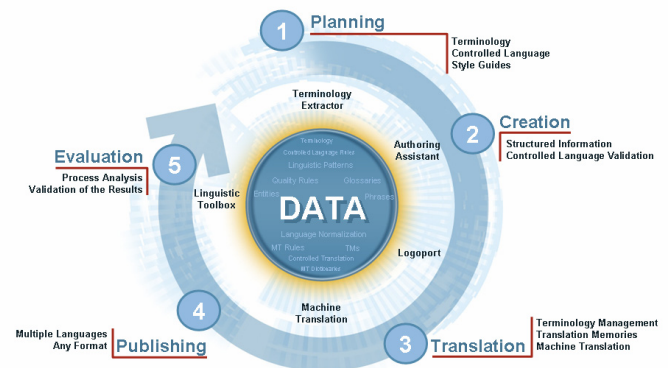 1
Planning
Terminology
Controlled Language
Style Guides
Terminology
Extractor
2
Creation
Structured Information
Controlled Language Validation
Authoring
Assistant
Evaluation
5
Process Analysis
Validation of the Results
Linguistic
Toolbox
Terminology
Controlled Language Rules
Linguistic Patterns
Quality Rules
Glossaries
Entities
Phrases
DATA
Language Normalization
MT Rules
TMs
Controlled Translation
MT Dictionaries
Logoport
Machine
Translation
4
Publishing
Multiple Languages
Any Format
3
Translation
Terminology Management
Translation Memories
Machine Translation